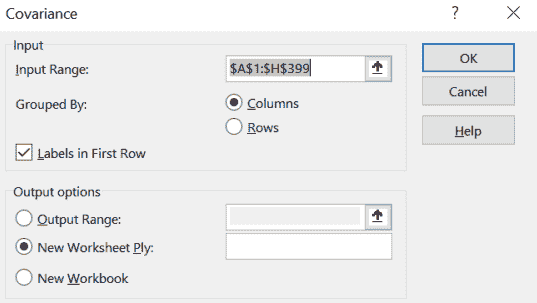 Covariance ?
Input
Input Range: $A$1:$H$399
OK
Grouped By: Columns
Cancel
Rows
Help
Labels in First Row
Output options
Output Range:
New Worksheet Ply:
New Workbook